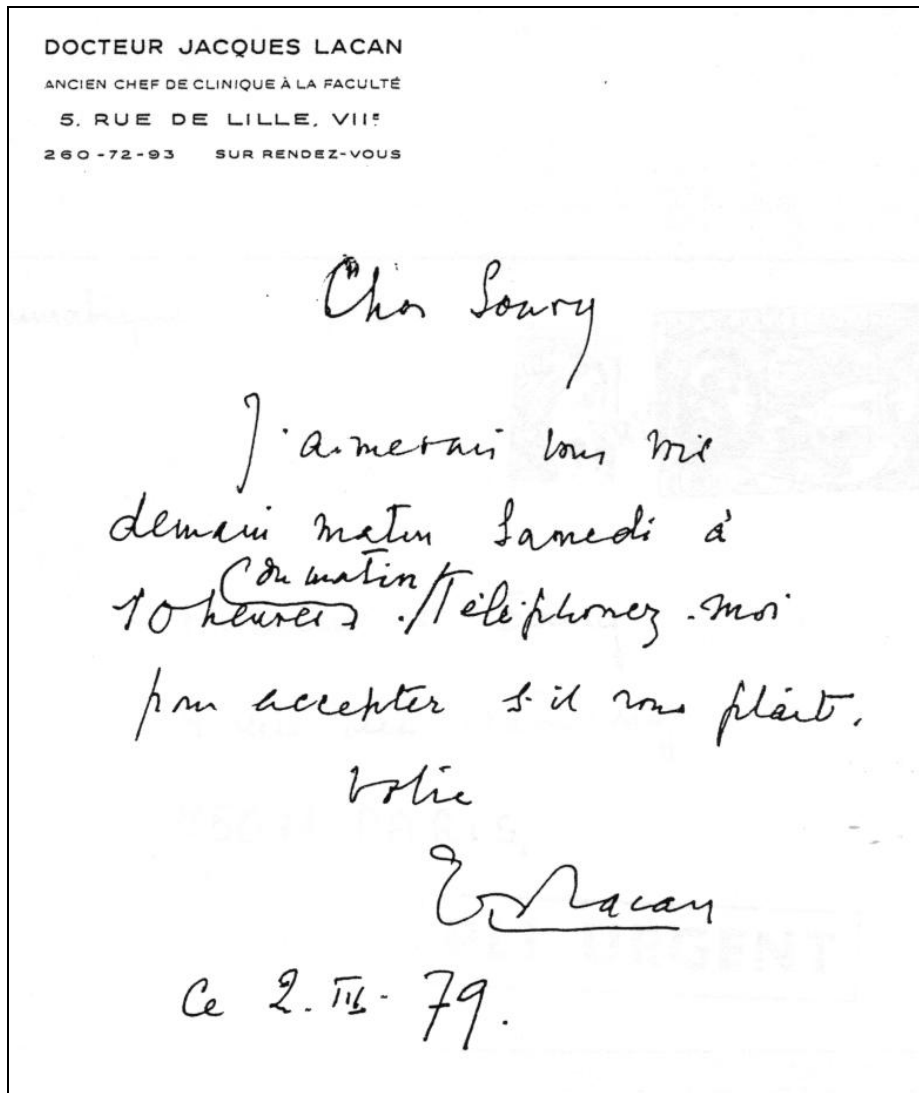 DOCTEUR JACQUES LACAN
ANCIEN CHEF DE CLINIQUE À LA FACULTÉ
5, RUE DE LILLE, VIIE
260-72-93 SUR RENDEZ-VOUS
Cher Soury
J'aimerais vous voir
demain matin Samedi à
(du matin)
10 heures. / Téléphonez-moi
pour accepter s'il vous plaît.
Votre
Lacan
Ce 2. III. 79.
URGENT